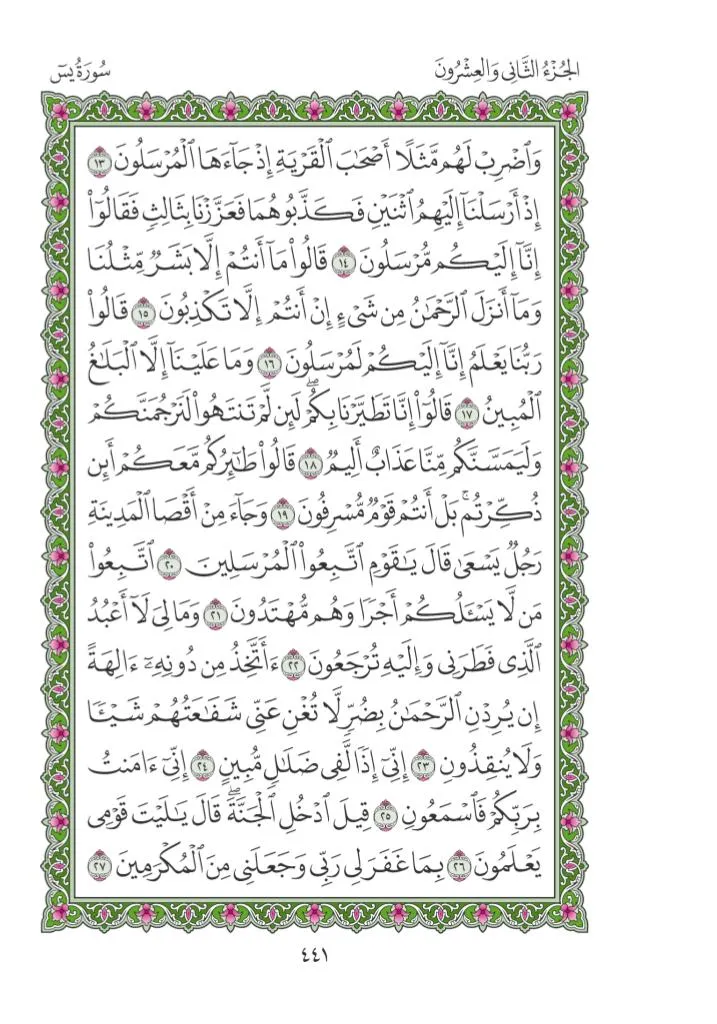 الجُزْءُ الثَّانِي وَالعِشْرُونَ
سُورَةُ يسٓ
وَٱضْرِبْ لَهُم مَّثَلًا أَصْحَٰبَ ٱلْقَرْيَةِ إِذْ جَآءَهَا ٱلْمُرْسَلُونَ ١٣
إِذْ أَرْسَلْنَآ إِلَيْهِمُ ٱثْنَيْنِ فَكَذَّبُوهُمَا فَعَزَّزْنَا بِثَالِثٍ فَقَالُوٓا۟
إِنَّآ إِلَيْكُم مُّرْسَلُونَ ١٤ قَالُوا۟ مَآ أَنتُمْ إِلَّا بَشَرٌ مِّثْلُنَا
وَمَآ أَنزَلَ ٱلرَّحْمَٰنُ مِن شَىْءٍ إِنْ أَنتُمْ إِلَّا تَكْذِبُونَ ١٥ قَالُوا۟
رَبُّنَا يَعْلَمُ إِنَّآ إِلَيْكُمْ لَمُرْسَلُونَ ١٦ وَمَا عَلَيْنَآ إِلَّا ٱلْبَلَٰغُ
ٱلْمُبِينُ ١٧ قَالُوٓا۟ إِنَّا تَطَيَّرْنَا بِكُمْ ۖ لَئِن لَّمْ تَنتَهُوا۟ لَنَرْجُمَنَّكُمْ
وَلَيَمَسَّنَّكُم مِّنَّا عَذَابٌ أَلِيمٌ ١٨ قَالُوا۟ طَٰٓئِرُكُم مَّعَكُمْ أَئِن
ذُكِّرْتُم ۚ بَلْ أَنتُمْ قَوْمٌ مُّسْرِفُونَ ١٩ وَجَآءَ مِنْ أَقْصَا ٱلْمَدِينَةِ
رَجُلٌ يَسْعَىٰ قَالَ يَٰقَوْمِ ٱتَّبِعُوا۟ ٱلْمُرْسَلِينَ ٢٠ ٱتَّبِعُوا۟
مَن لَّا يَسْـَٔلُكُمْ أَجْرًا وَهُم مُّهْتَدُونَ ٢١ وَمَا لِىَ لَآ أَعْبُدُ
ٱلَّذِى فَطَرَنِى وَإِلَيْهِ تُرْجَعُونَ ٢٢ ءَأَتَّخِذُ مِن دُونِهِۦٓ ءَالِهَةً
إِن يُرِدْنِ ٱلرَّحْمَٰنُ بِضُرٍّ لَّا تُغْنِ عَنِّى شَفَٰعَتُهُمْ شَيْـًٔا
وَلَا يُنقِذُونِ ٢٣ إِنِّىٓ إِذًا لَّفِى ضَلَٰلٍ مُّبِينٍ ٢٤ إِنِّىٓ ءَامَنتُ
بِرَبِّكُمْ فَٱسْمَعُونِ ٢٥ قِيلَ ٱدْخُلِ ٱلْجَنَّةَ ۖ قَالَ يَٰلَيْتَ قَوْمِى
يَعْلَمُونَ ٢٦ بِمَا غَفَرَ لِى رَبِّى وَجَعَلَنِى مِنَ ٱلْمُكْرَمِينَ ٢٧
٤٤١